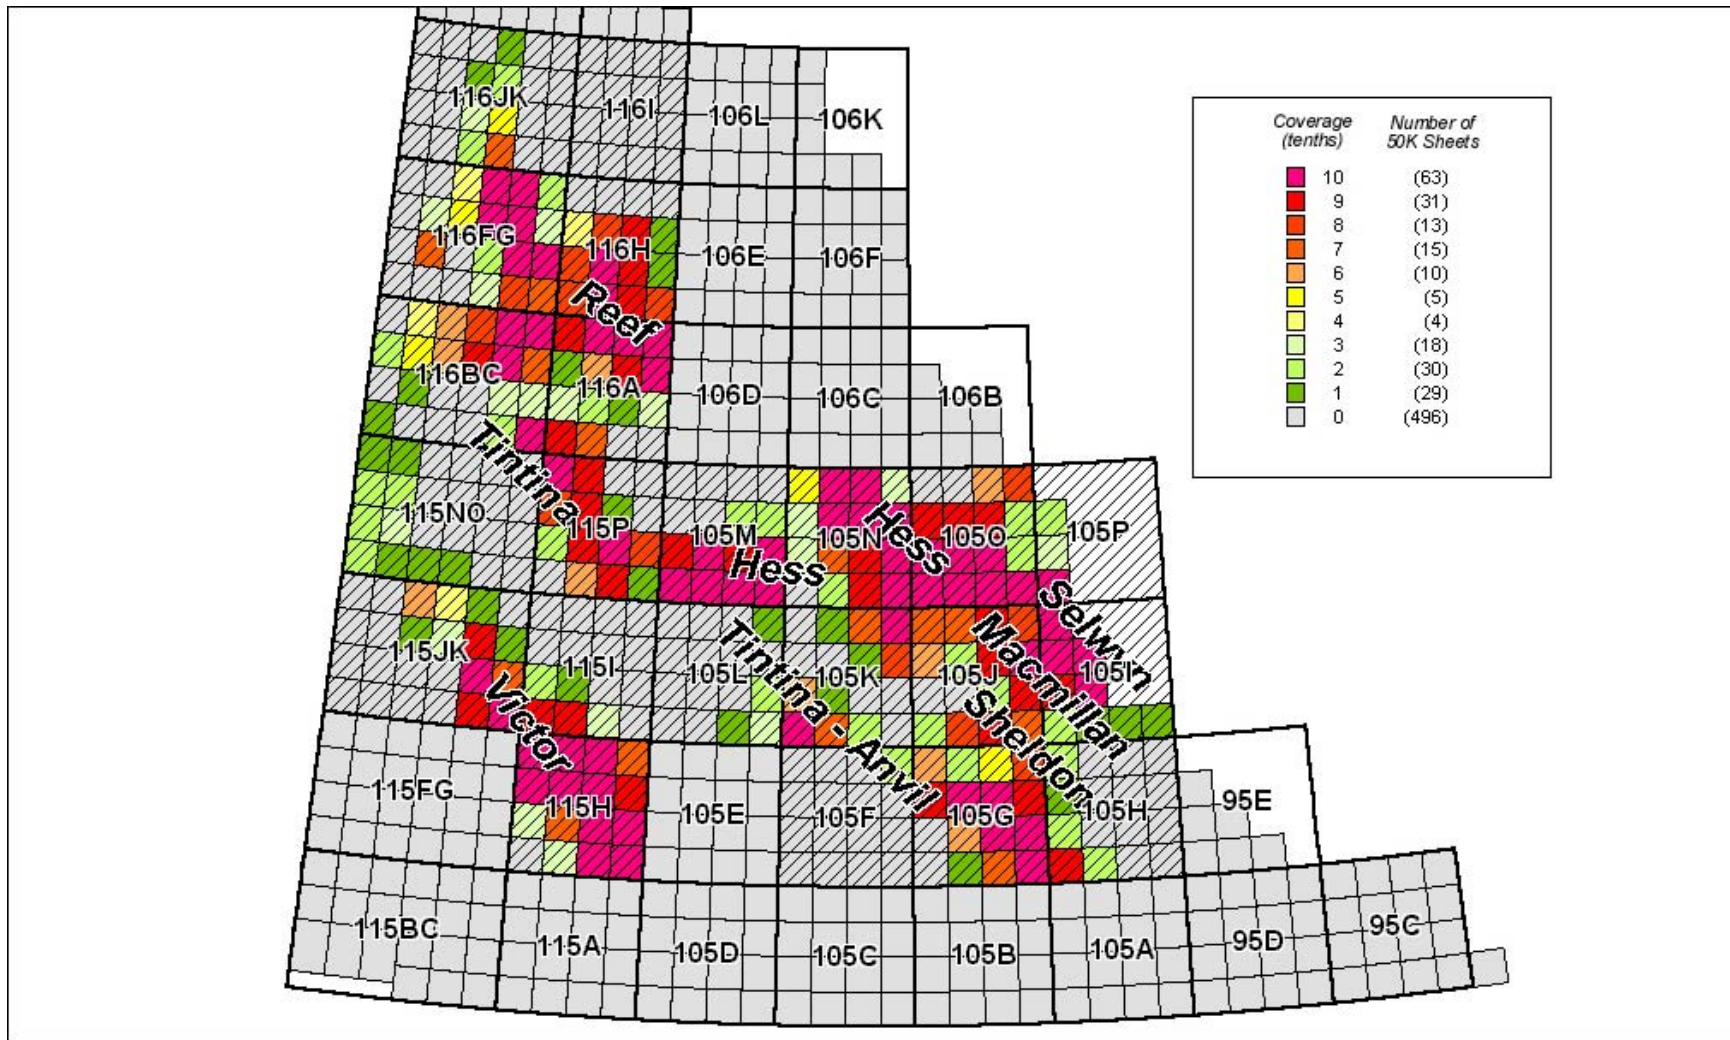 116JK
116I
106L
106K
Coverage (tenths)
Number of 50K Sheets
10 (63)
9 (31)
8 (13)
7 (15)
6 (10)
5 (5)
4 (4)
3 (18)
2 (30)
1 (29)
0 (496)
116FG
116H
106E
106F
Reef
116BC
116A
106D
106C
106B
Tintina
115NO
115P
105M
Hess
105N
Hess
105O
105P
115JK
115I
105L
Tintina - Anvil
105K
105J
Macmillan
Selwyn
105I
Victor
Sheldon
115FG
115H
105E
105F
105G
105H
95E
115BC
115A
105D
105C
105B
105A
95D
95C